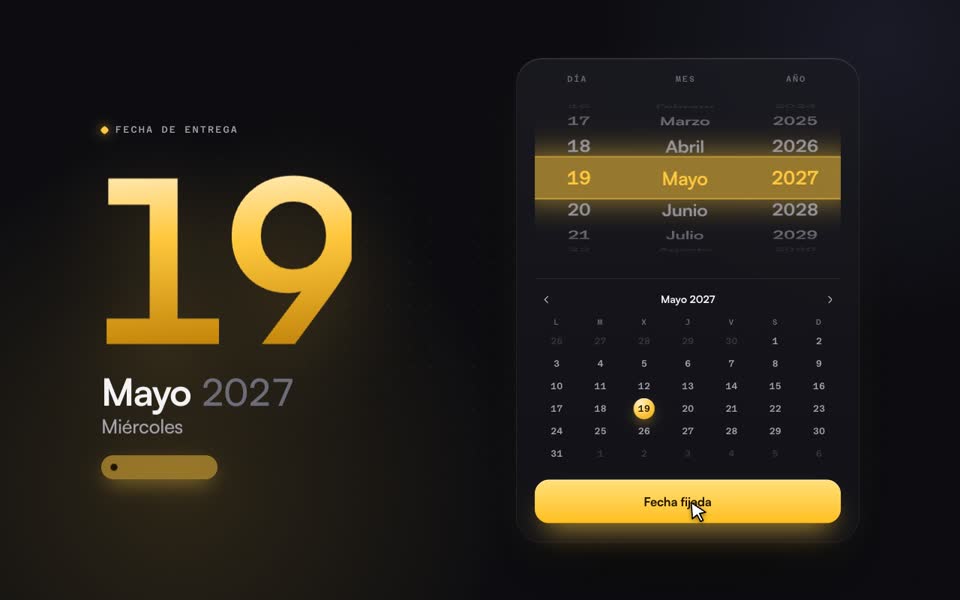 FECHA DE ENTREGA
19
Mayo 2027
Miércoles
DÍA MES AÑO
17 Marzo 2025
18 Abril 2026
19 Mayo 2027
20 Junio 2028
21 Julio 2029
Mayo 2027
L M X J V S D
26 27 28 29 30 1 2
3 4 5 6 7 8 9
10 11 12 13 14 15 16
17 18 19 20 21 22 23
24 25 26 27 28 29 30
31 1 2 3 4 5 6
Fecha fijada